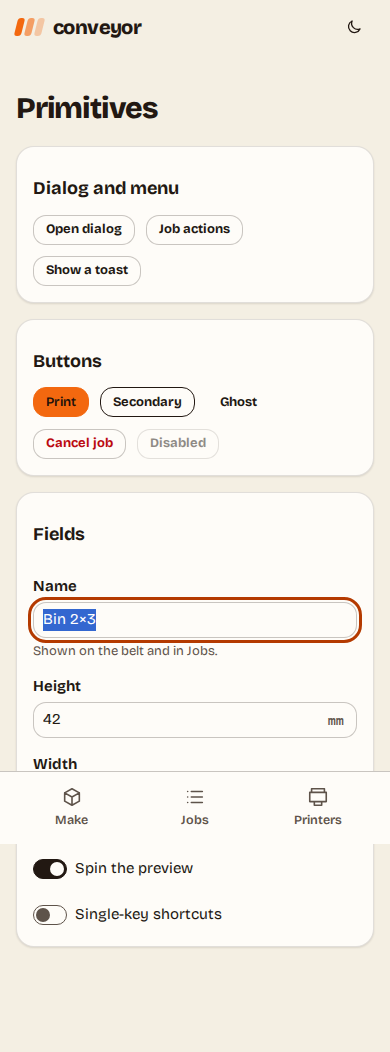 conveyor
Primitives
Dialog and menu
Open dialog
Job actions
Show a toast
Buttons
Print
Secondary
Ghost
Cancel job
Disabled
Fields
Name
Bin 2×3
Shown on the belt and in Jobs.
Height
42
mm
Width
Make
Jobs
Printers
Spin the preview
Single-key shortcuts